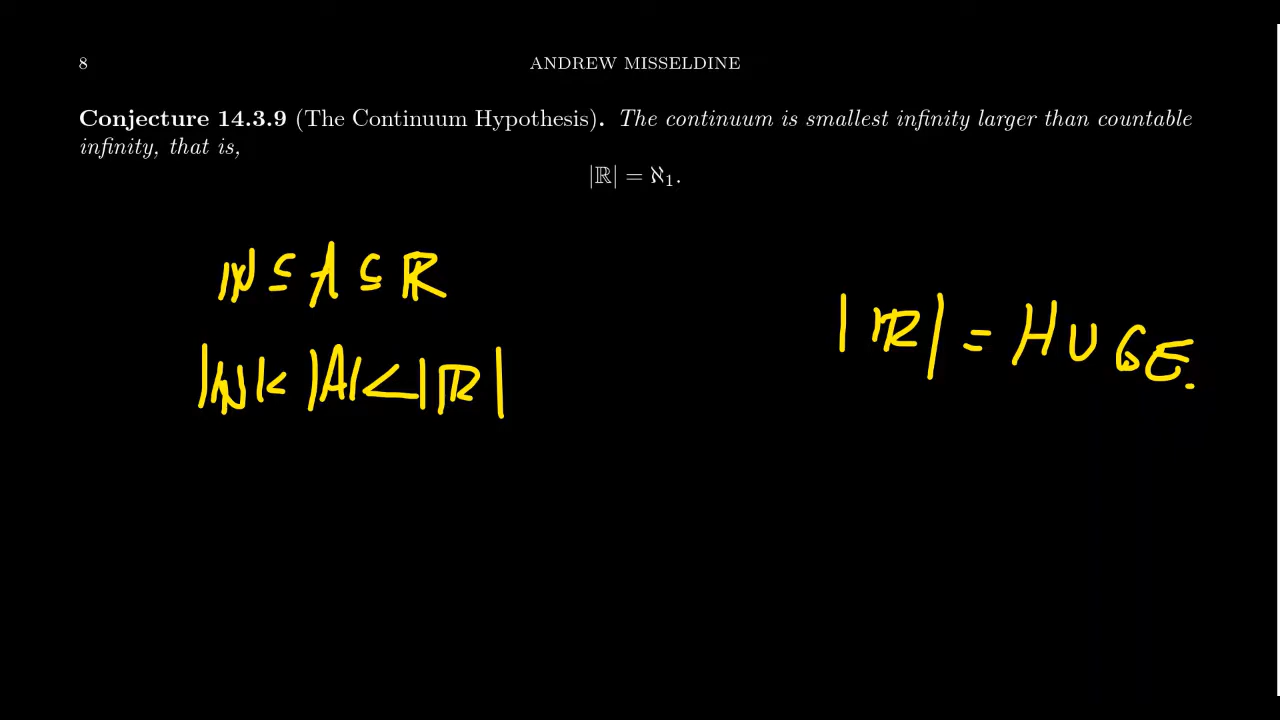 8 ANDREW MISSELDINE
Conjecture 14.3.9 (The Continuum Hypothesis). The continuum is smallest infinity larger than countable
infinity, that is,
|ℝ| = ℵ₁.
ℕ ⊆ A ⊆ ℝ
|ℕ| < |A| < |ℝ|
|ℝ| = HUGE.